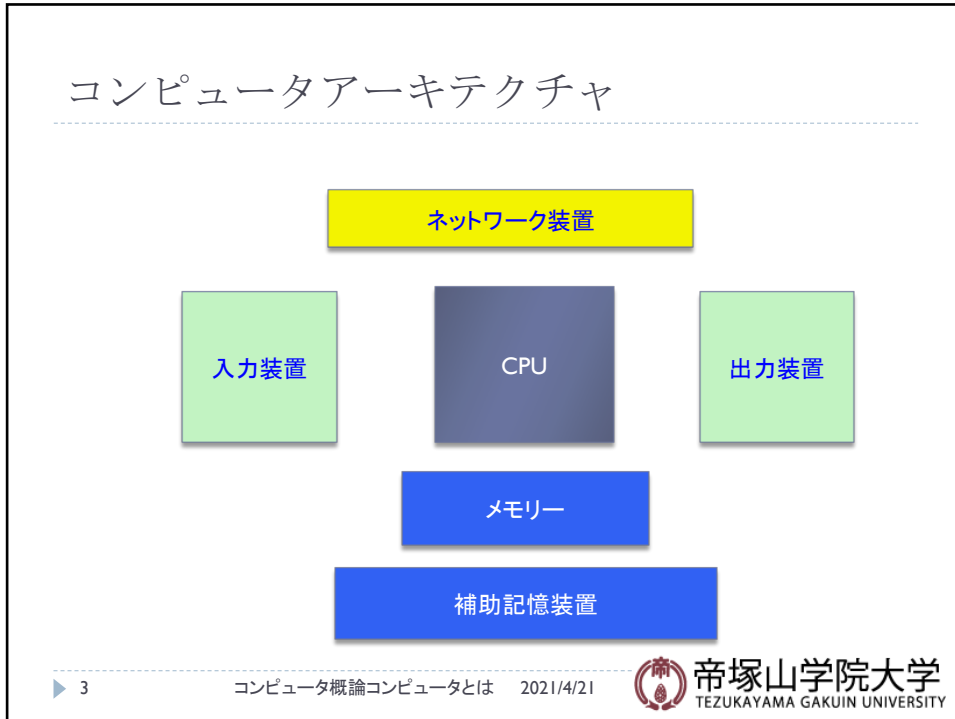 コンピュータアーキテクチャ
ネットワーク装置
入力装置
CPU
出力装置
メモリー
補助記憶装置
3 コンピュータ概論コンピュータとは 2021/4/21
帝塚山学院大学
TEZUKAYAMA GAKUIN UNIVERSITY